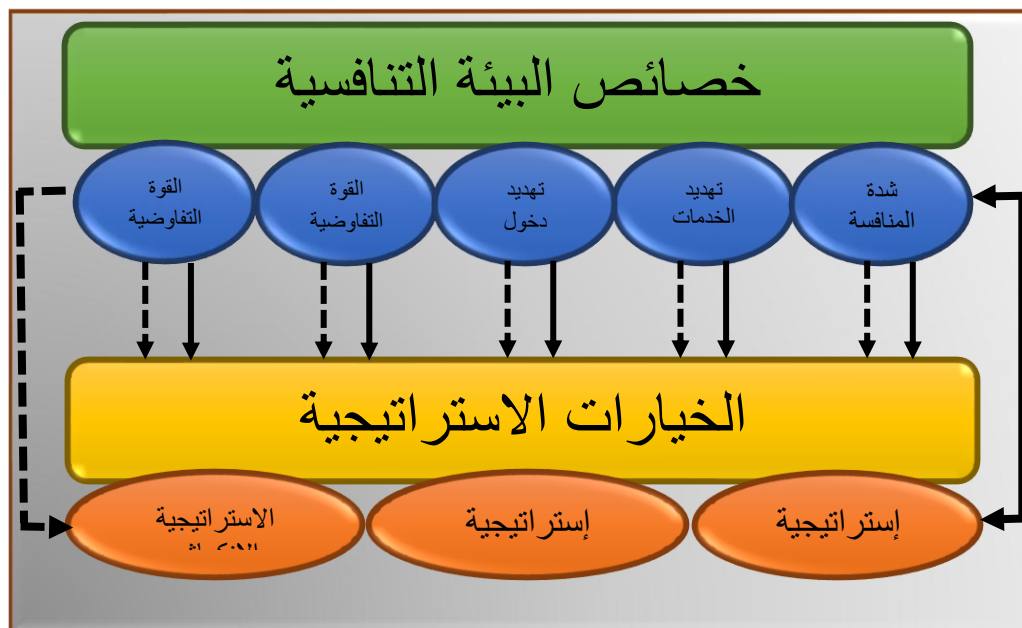 خصائص البيئة التنافسية
شدة
المنافسة
تهديد
الخدمات
تهديد
دخول
القوة
التفاوضية
القوة
التفاوضية
الخيارات الاستراتيجية
إستراتيجية
إستراتيجية
الاستراتيجية